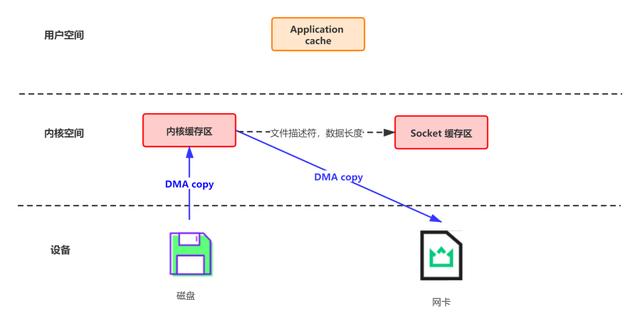 用户空间
Application
cache
内核空间
内核缓存区
文件描述符，数据长度
Socket 缓存区
DMA copy
DMA copy
设备
磁盘
网卡